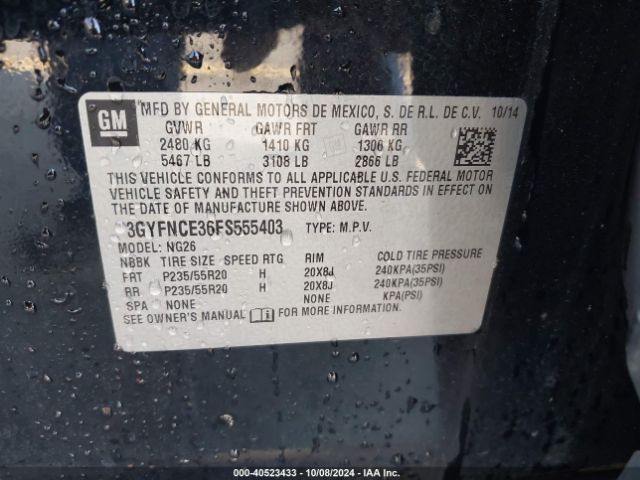 GM
MFD BY GENERAL MOTORS DE MEXICO, S. DE R.L. DE C.V. 10/14
GVWR GAWR FRT GAWR RR
2480 KG 1410 KG 1306 KG
5467 LB 3108 LB 2866 LB
THIS VEHICLE CONFORMS TO ALL APPLICABLE U.S. FEDERAL MOTOR
VEHICLE SAFETY AND THEFT PREVENTION STANDARDS IN EFFECT ON
THE DATE OF MANUFACTURE SHOWN ABOVE.
3GYFNCE36FS555403 TYPE: M.P.V.
MODEL: NG26
NBBK TIRE SIZE SPEED RTG RIM COLD TIRE PRESSURE
FRT P235/55R20 H 20X8J 240KPA(35PSI)
RR P235/55R20 H 20X8J 240KPA(35PSI)
SPA NONE NONE KPA(PSI)
SEE OWNER'S MANUAL FOR MORE INFORMATION.
000-40523433 - 10/08/2024 - IAA Inc.